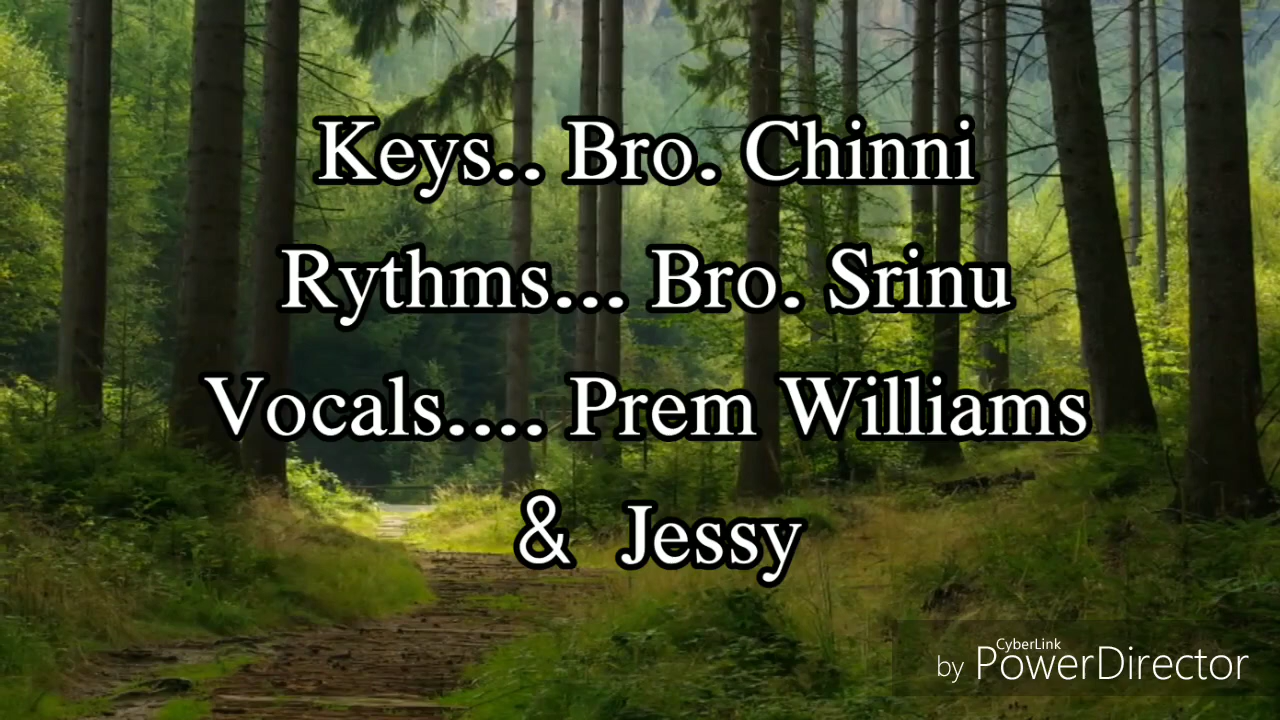 Keys.. Bro. Chinni
Rythms... Bro. Srinu
Vocals.... Prem Williams
& Jessy
CyberLink
by PowerDirector